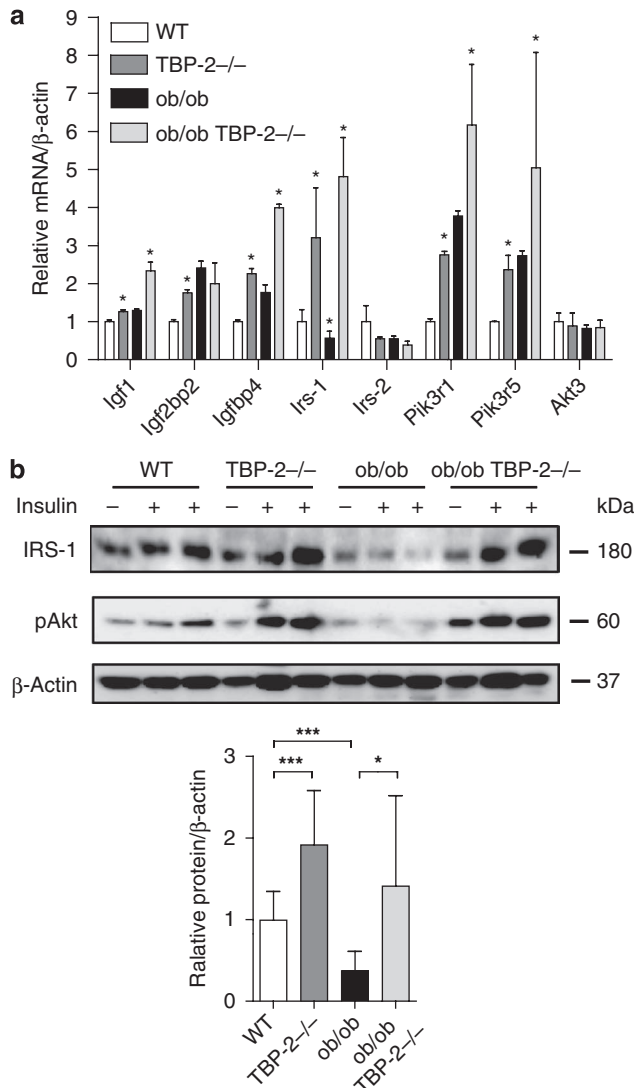 a
Relative mRNA/β-actin
9
8
7
6
5
4
3
2
1
0
WT
TBP-2–/–
ob/ob
ob/ob TBP-2–/–
* * * * * * * * * * * *
Igf1 Igf2bp2 Igfbp4 Irs-1 Irs-2 Pik3r1 Pik3r5 Akt3
b
WT TBP-2–/– ob/ob ob/ob TBP-2–/–
Insulin – + + – + + – + + – + + kDa
IRS-1 180
pAkt 60
β-Actin 37
Ralative protein/β-actin
3
2
1
0
***
*** *
WT TBP-2–/– ob/ob ob/ob TBP-2–/–